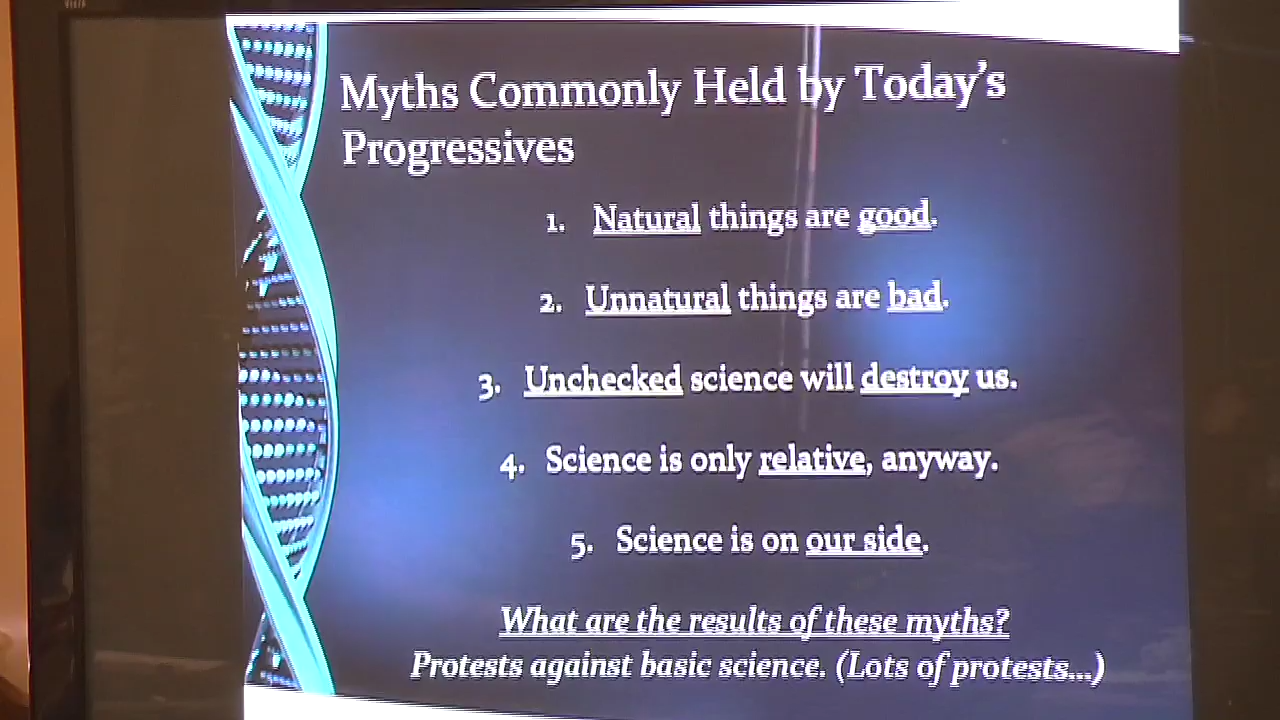 VIZIO
Myths Commonly Held by Today's
Progressives
1. Natural things are good.
2. Unnatural things are bad.
3. Unchecked science will destroy us.
4. Science is only relative, anyway.
5. Science is on our side.
What are the results of these myths?
Protests against basic science. (Lots of protests...)